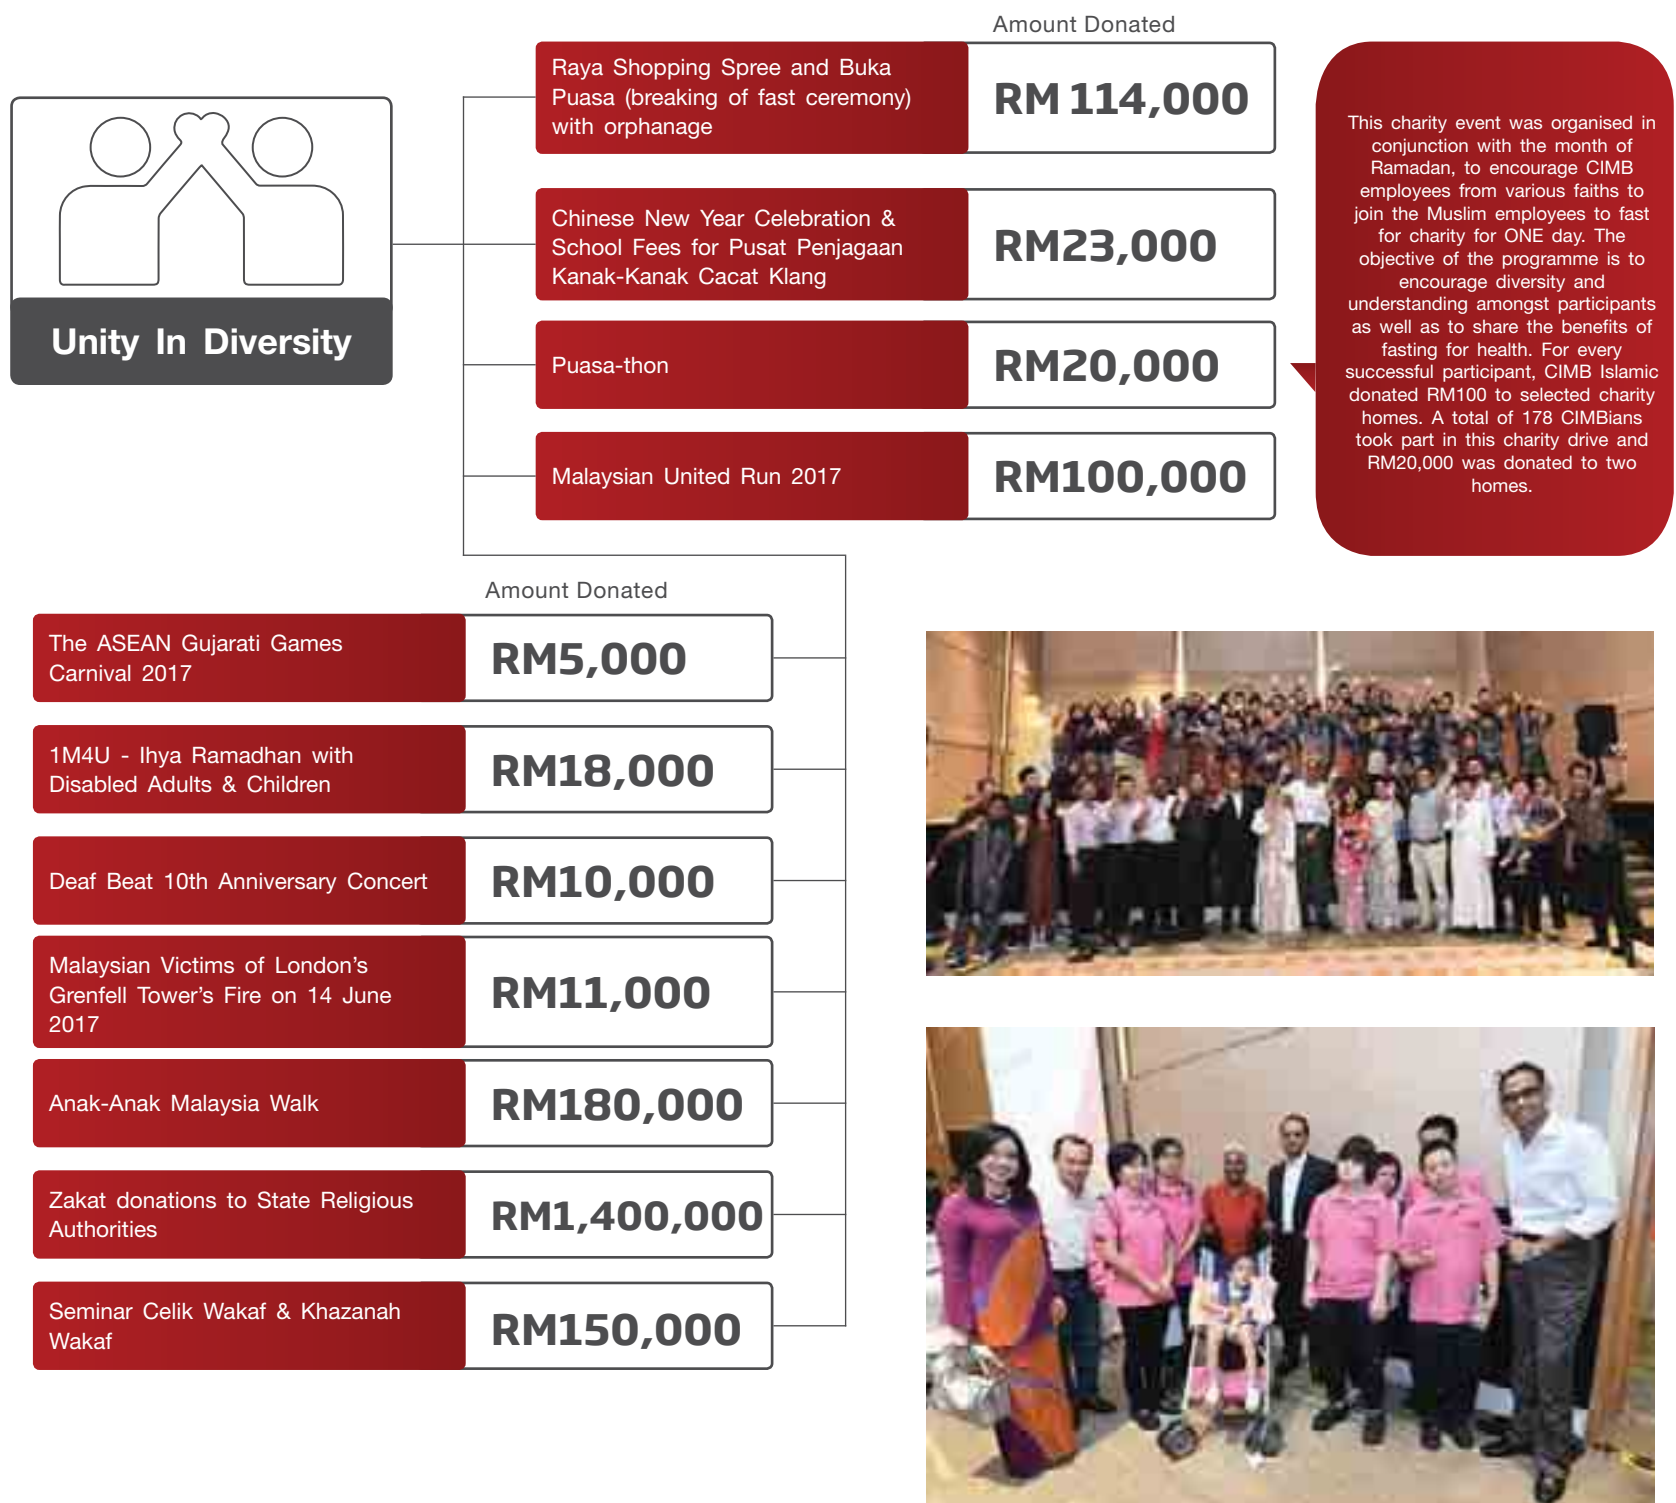 Amount Donated
Raya Shopping Spree and Buka
Puasa (breaking of fast ceremony)
with orphanage
RM 114,000
Unity In Diversity
Chinese New Year Celebration &
School Fees for Pusat Penjagaan
Kanak-Kanak Cacat Klang
RM23,000
Puasa-thon
RM20,000
Malaysian United Run 2017
RM100,000
This charity event was organised in
conjunction with the month of
Ramadan, to encourage CIMB
employees from various faiths to
join the Muslim employees to fast
for charity for ONE day. The
objective of the programme is to
encourage diversity and
understanding amongst participants
as well as to share the benefits of
fasting for health. For every
successful participant, CIMB Islamic
donated RM100 to selected charity
homes. A total of 178 CIMBians
took part in this charity drive and
RM20,000 was donated to two
homes.
Amount Donated
The ASEAN Gujarati Games
Carnival 2017
RM5,000
1M4U - Ihya Ramadhan with
Disabled Adults & Children
RM18,000
Deaf Beat 10th Anniversary Concert
RM10,000
Malaysian Victims of London's
Grenfell Tower's Fire on 14 June
2017
RM11,000
Anak-Anak Malaysia Walk
RM180,000
Zakat donations to State Religious
Authorities
RM1,400,000
Seminar Celik Wakaf & Khazanah
Wakaf
RM150,000